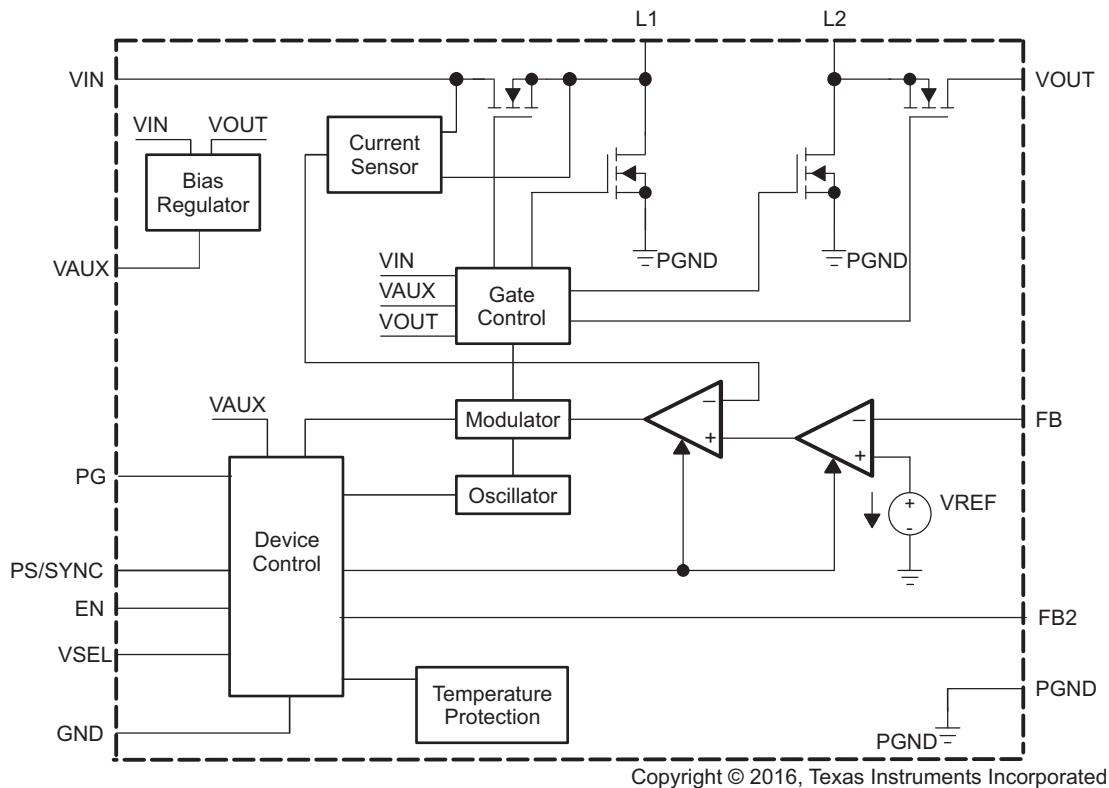 L1
L2
VIN
VOUT
VIN
VOUT
Current
Sensor
Bias
Regulator
VAUX
PGND
PGND
VIN
VAUX
VOUT
Gate
Control
VAUX
Modulator
−
+
−
+
FB
PG
Oscillator
+
-
VREF
Device
Control
PS/SYNC
EN
FB2
VSEL
Temperature
Protection
PGND
GND
PGND
Copyright © 2016, Texas Instruments Incorporated